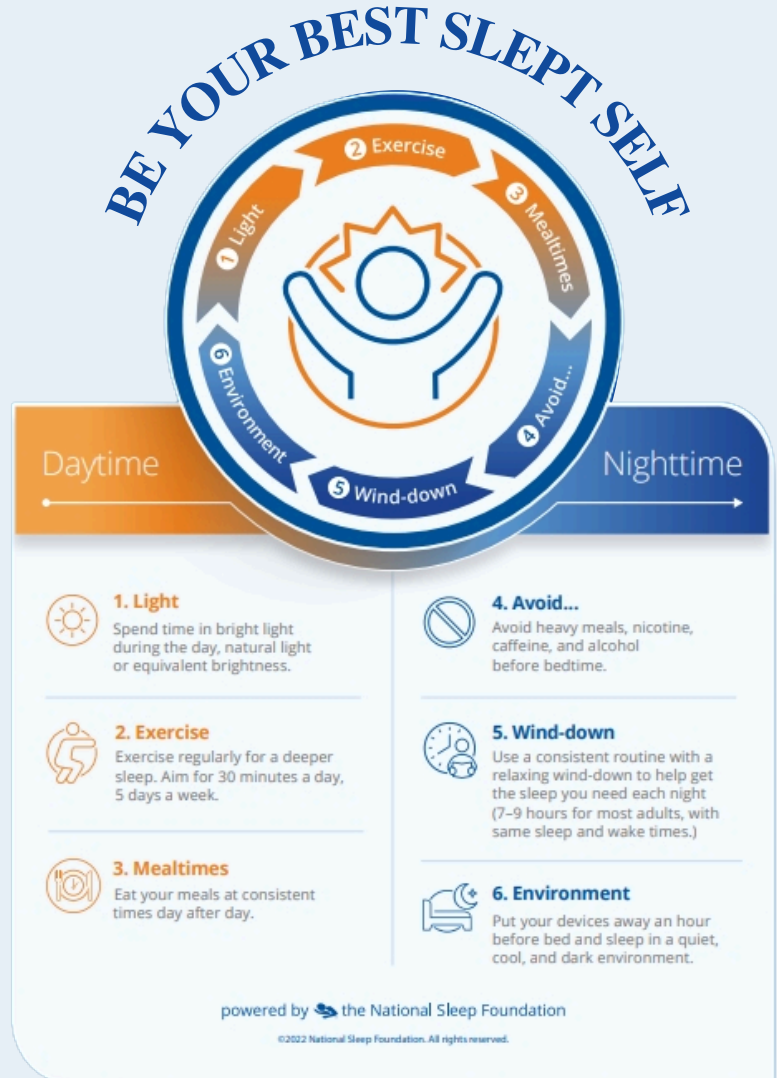 BE YOUR BEST SLEPT SELF
1 Light
2 Exercise
3 Mealtimes
4 Avoid...
5 Wind-down
6 Environment
Daytime
Nighttime
1. Light
Spend time in bright light
during the day, natural light
or equivalent brightness.
2. Exercise
Exercise regularly for a deeper
sleep. Aim for 30 minutes a day,
5 days a week.
3. Mealtimes
Eat your meals at consistent
times day after day.
4. Avoid...
Avoid heavy meals, nicotine,
caffeine, and alcohol
before bedtime.
5. Wind-down
Use a consistent routine with a
relaxing wind-down to help get
the sleep you need each night
(7–9 hours for most adults, with
same sleep and wake times.)
6. Environment
Put your devices away an hour
before bed and sleep in a quiet,
cool, and dark environment.
powered by the National Sleep Foundation
©2022 National Sleep Foundation. All rights reserved.